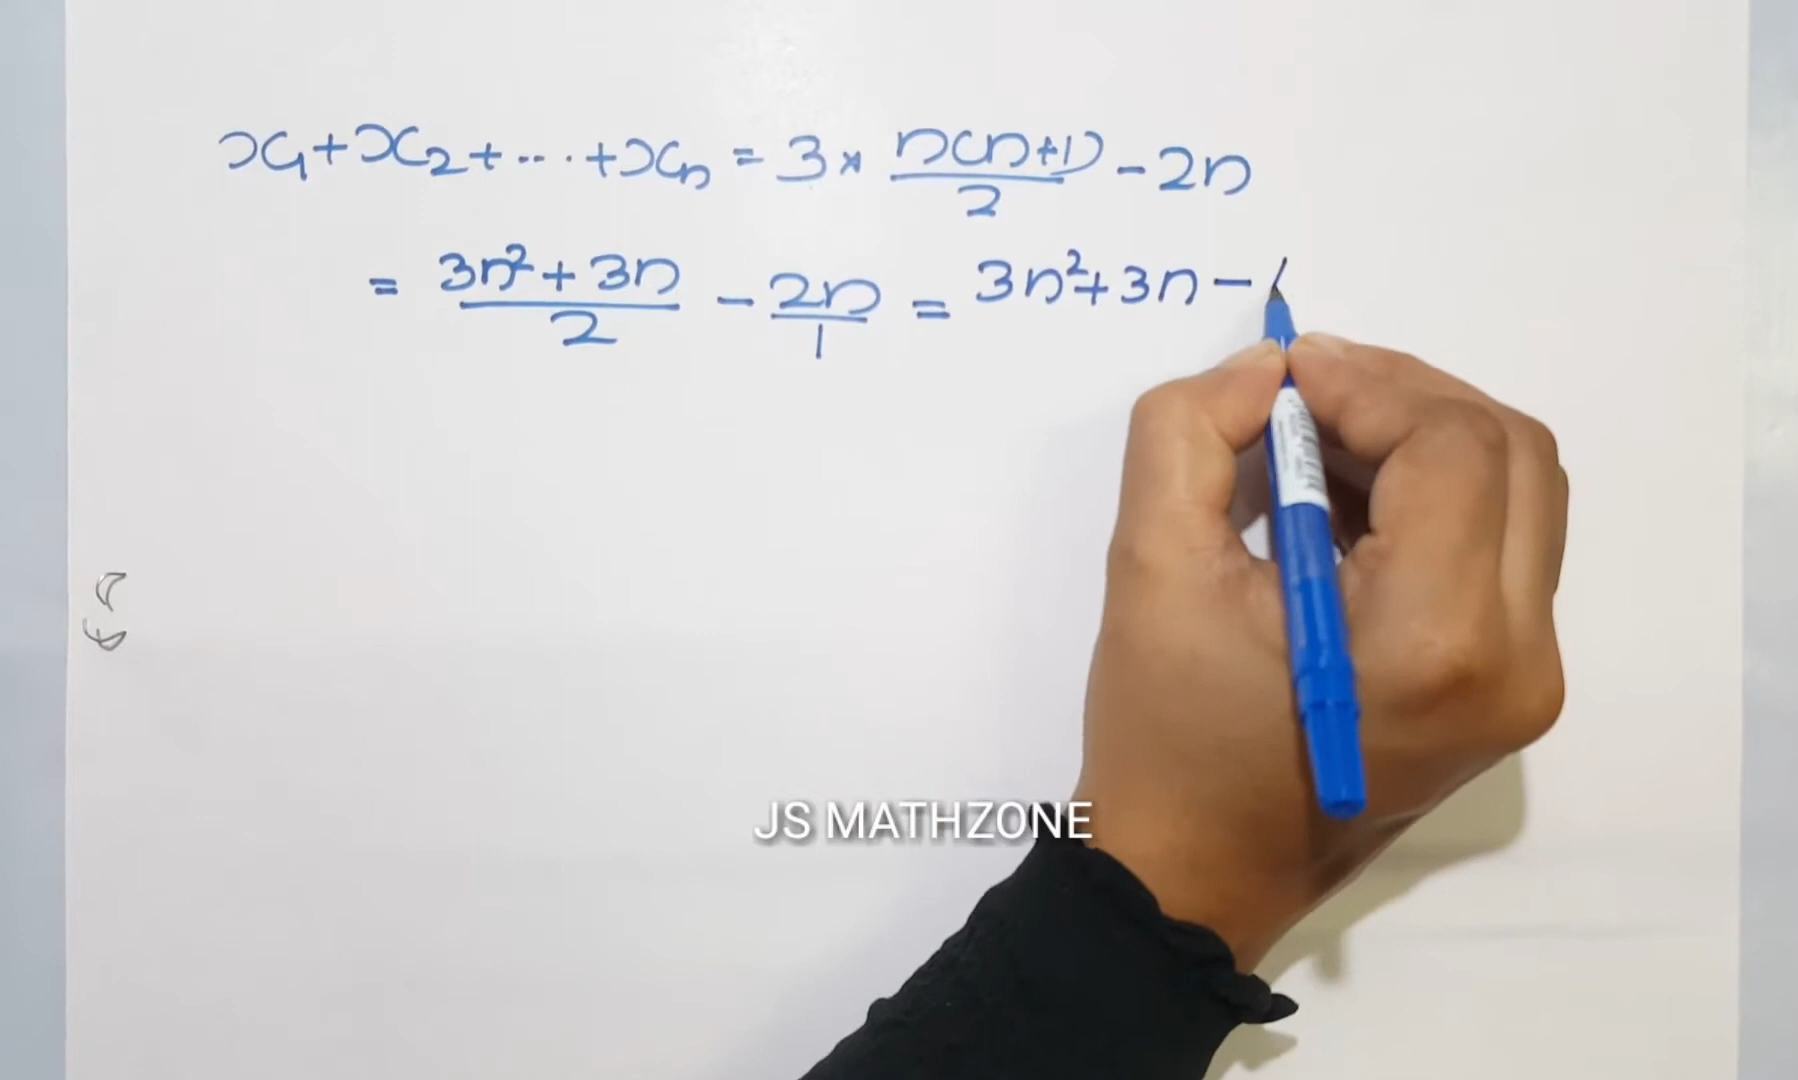 x₁+x₂+....+xₙ = 3 × n(n+1)/2 - 2n
= 3n²+3n/2 - 2n/1 = 3n²+3n -
JS MATHZONE